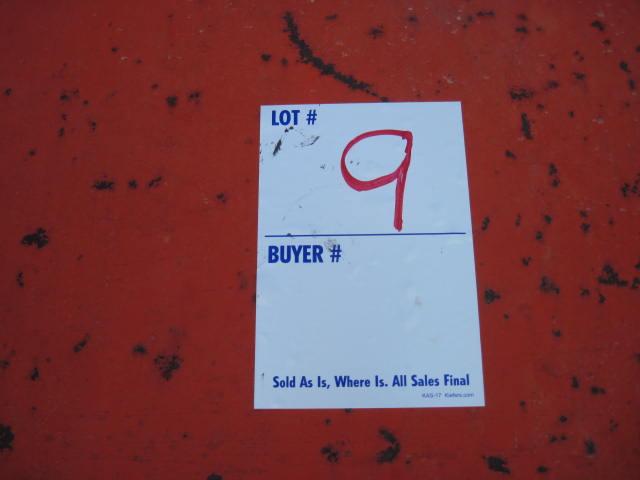 LOT #
9
BUYER #
Sold As Is, Where Is. All Sales Final
KAS-17 Kiefers.com